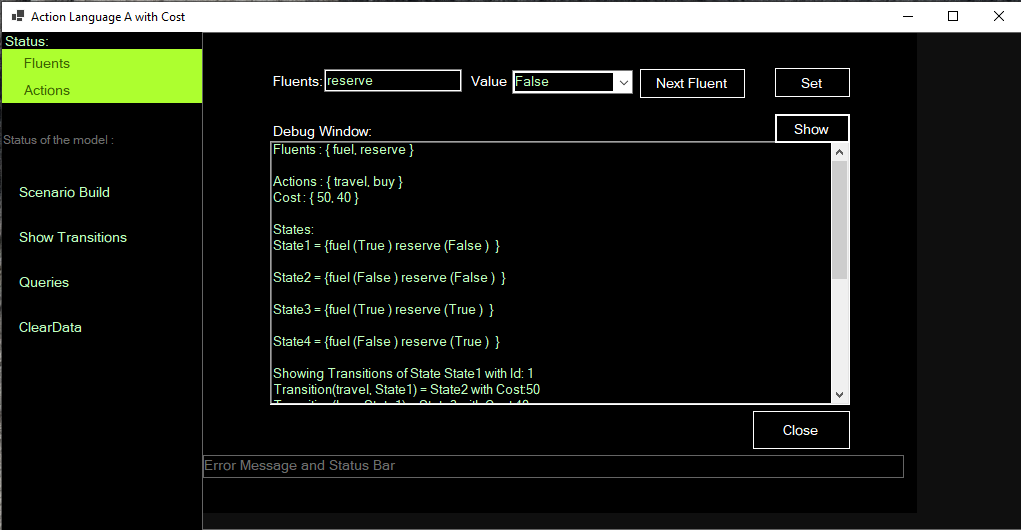 Action Language A with Cost
Status:
Fluents
Actions
Status of the model :
Scenario Build
Show Transitions
Queries
ClearData
Fluents: reserve Value False Next Fluent Set
Debug Window: Show
Fluents : { fuel, reserve }
Actions : { travel, buy }
Cost : { 50, 40 }
States:
State1 = {fuel (True ) reserve (False ) }
State2 = {fuel (False ) reserve (False ) }
State3 = {fuel (True ) reserve (True ) }
State4 = {fuel (False ) reserve (True ) }
Showing Transitions of State State1 with Id: 1
Transition(travel, State1) = State2 with Cost:50
Close
Error Message and Status Bar